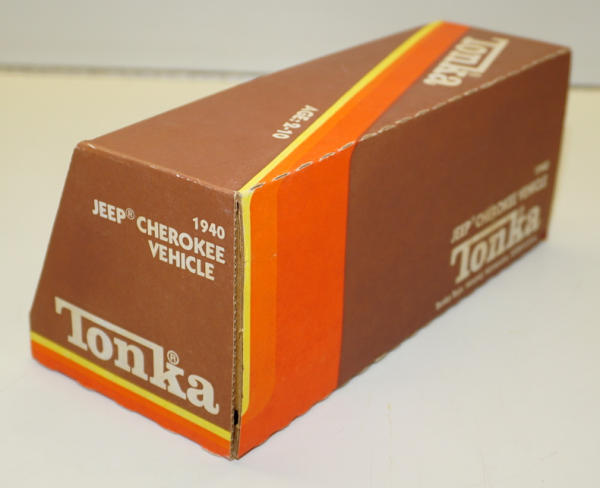 1940
JEEP® CHEROKEE
VEHICLE
Tonka®
AGE: 2-10
Tonka®
1940
JEEP® CHEROKEE VEHICLE
Tonka